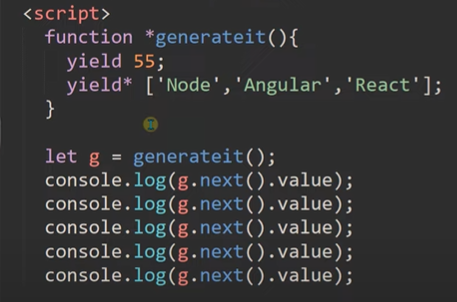 <script>
function *generateit(){
yield 55;
yield* ['Node','Angular','React'];
}
let g = generateit();
console.log(g.next().value);
console.log(g.next().value);
console.log(g.next().value);
console.log(g.next().value);
console.log(g.next().value);